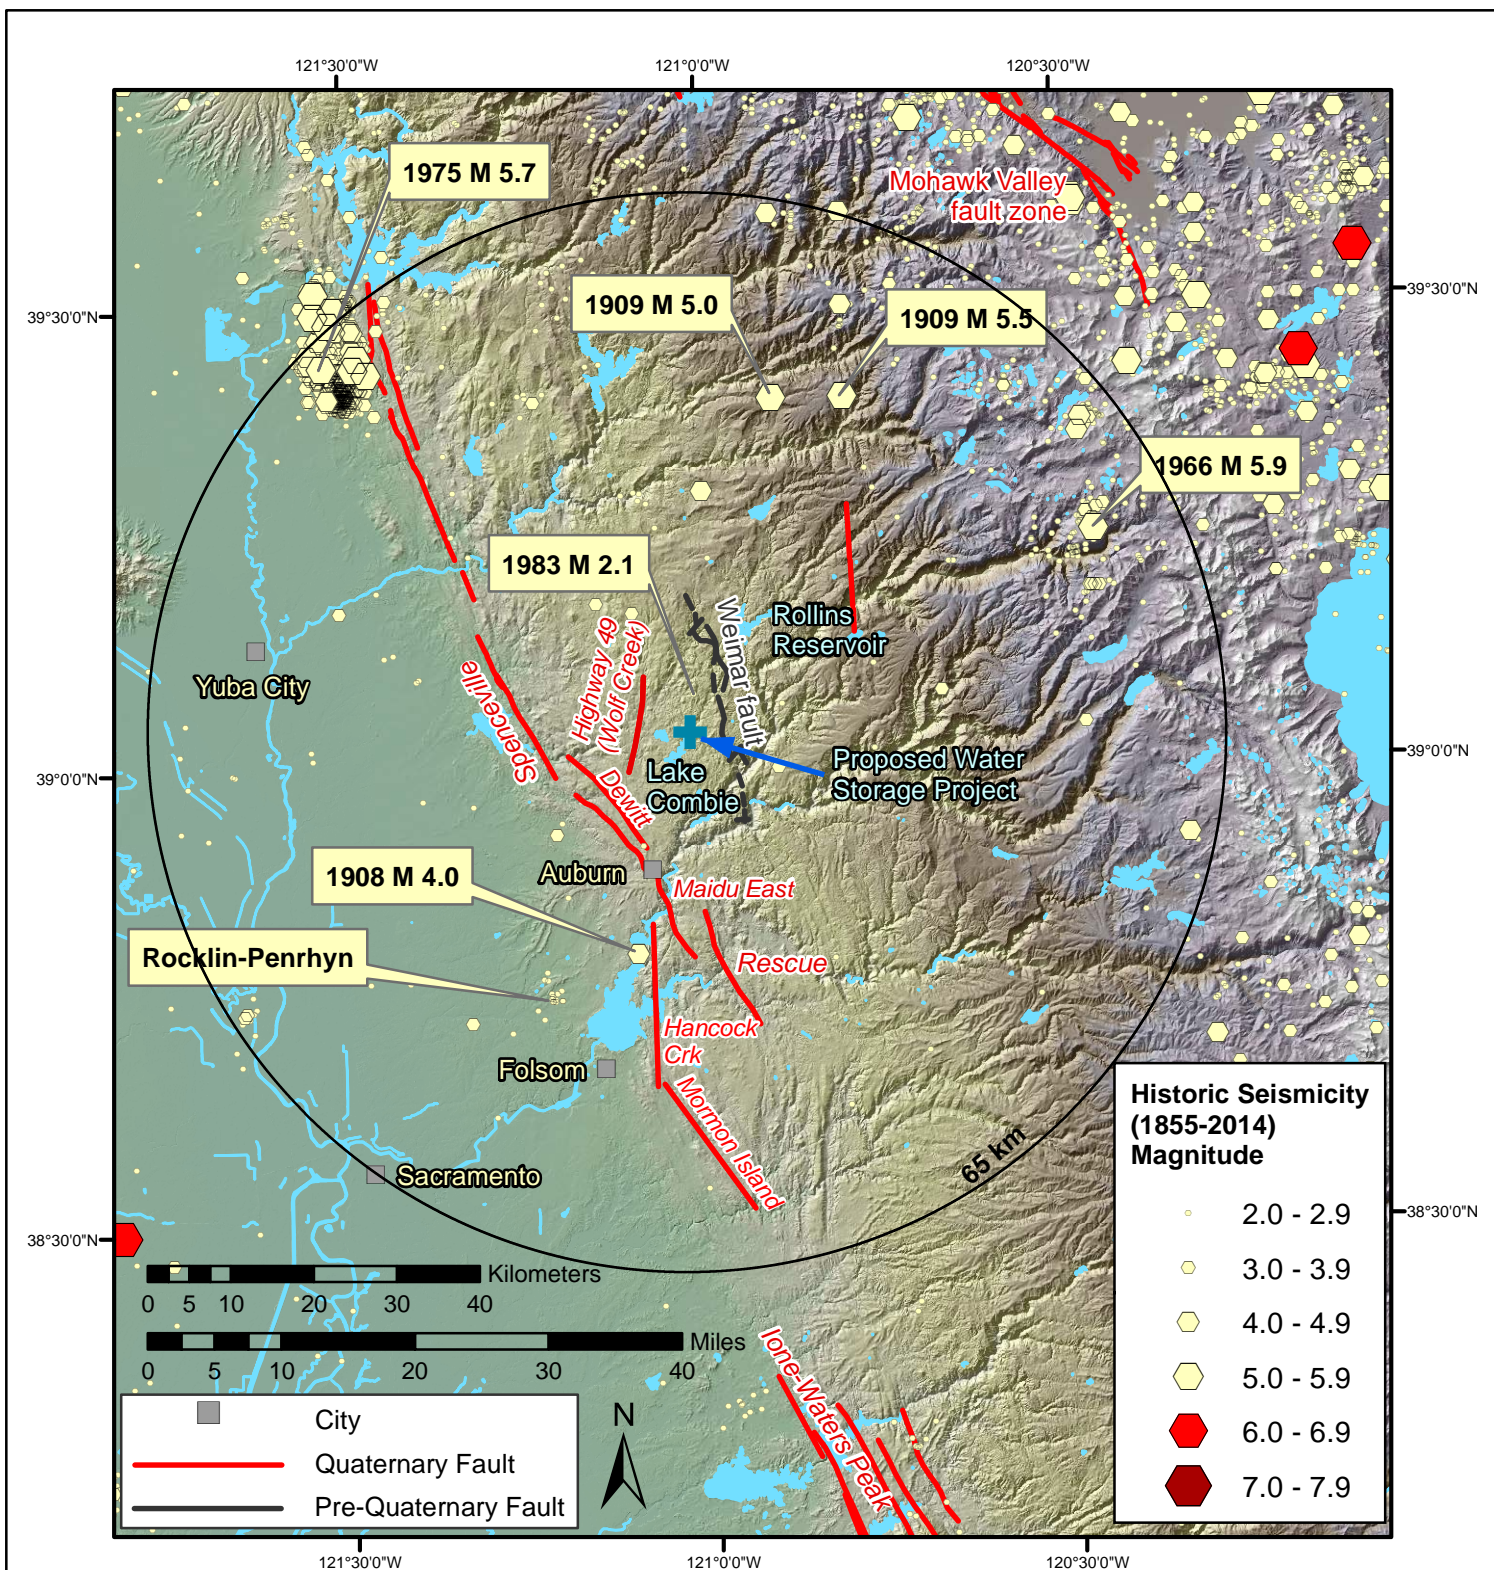 121°30'0"W
121°0'0"W
120°30'0"W
1975 M 5.7
Mohawk Valley
fault zone
39°30'0"N
39°30'0"N
1909 M 5.0
1909 M 5.5
1966 M 5.9
1983 M 2.1
Rollins
Reservoir
Weimar fault
Highway 49
(Wolf Creek)
Yuba City
Spenceville
39°0'0"N
39°0'0"N
Lake
Combie
Proposed Water
Storage Project
Dewitt
1908 M 4.0
Auburn
Maidu East
Rocklin-Penrhyn
Rescue
Hancock
Crk
Folsom
Mormon Island
65 km
Sacramento
38°30'0"N
38°30'0"N
Kilometers
0 5 10 20 30 40
Miles
0 5 10 20 30 40
Ione-Waters Peak
City
Quaternary Fault
Pre-Quaternary Fault
N
Historic Seismicity
(1855-2014)
Magnitude
2.0 - 2.9
3.0 - 3.9
4.0 - 4.9
5.0 - 5.9
6.0 - 6.9
7.0 - 7.9
121°30'0"W
121°0'0"W
120°30'0"W